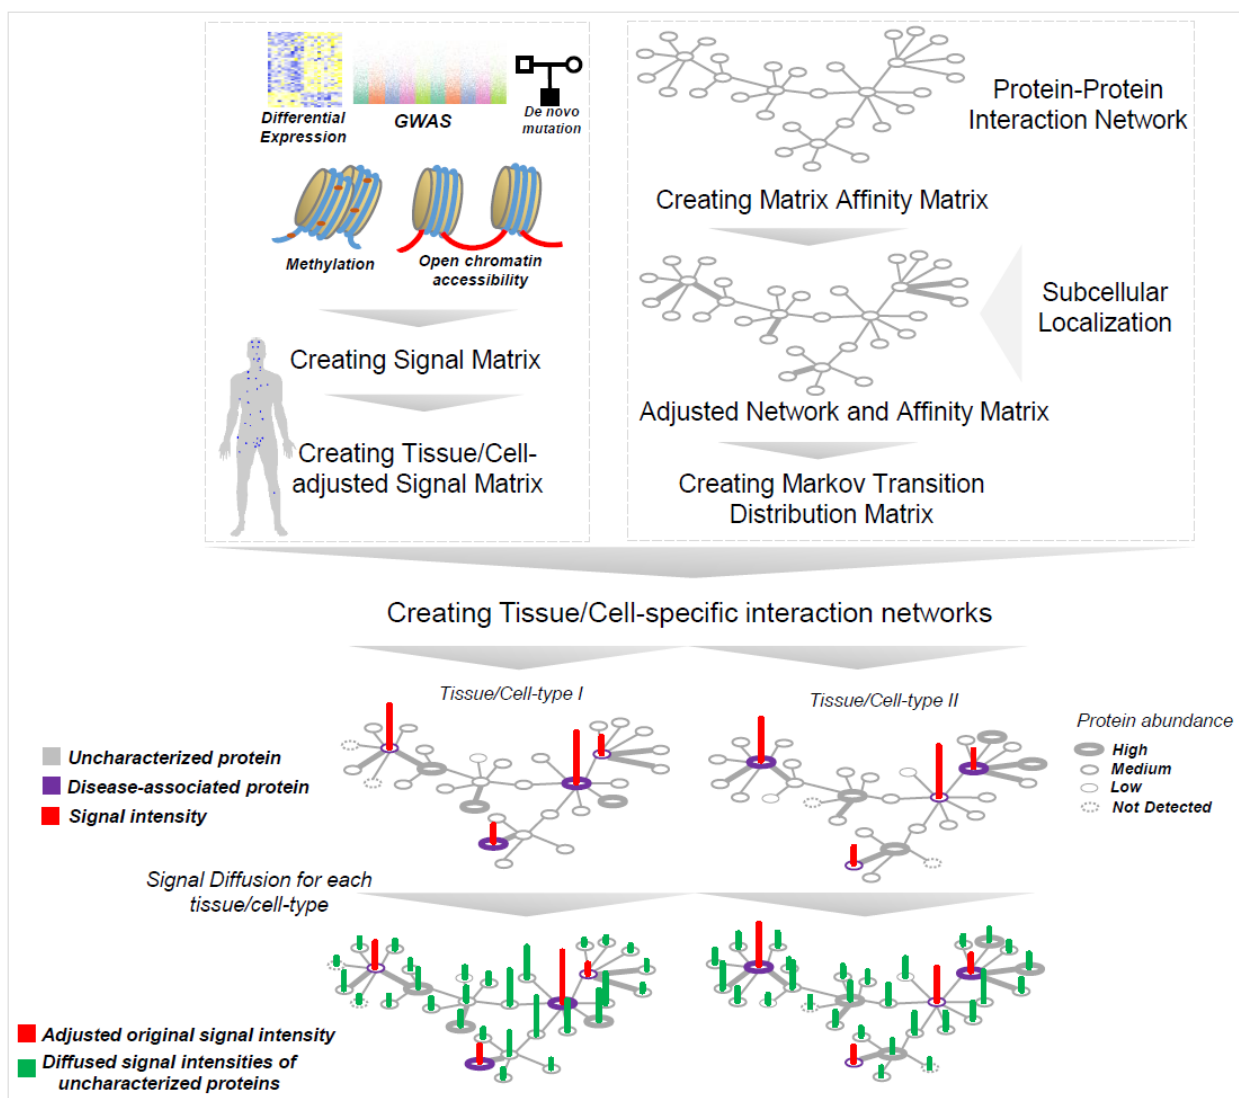 Differential
Expression
GWAS
De novo
mutation
Methylation
Open chromatin
accessibility
Creating Signal Matrix
Creating Tissue/Cell-
adjusted Signal Matrix
Protein-Protein
Interaction Network
Creating Matrix Affinity Matrix
Subcellular
Localization
Adjusted Network and Affinity Matrix
Creating Markov Transition
Distribution Matrix
Creating Tissue/Cell-specific interaction networks
Tissue/Cell-type I
Tissue/Cell-type II
Uncharacterized protein
Disease-associated protein
Signal intensity
Protein abundance
High
Medium
Low
Not Detected
Signal Diffusion for each
tissue/cell-type
Adjusted original signal intensity
Diffused signal intensities of
uncharacterized proteins